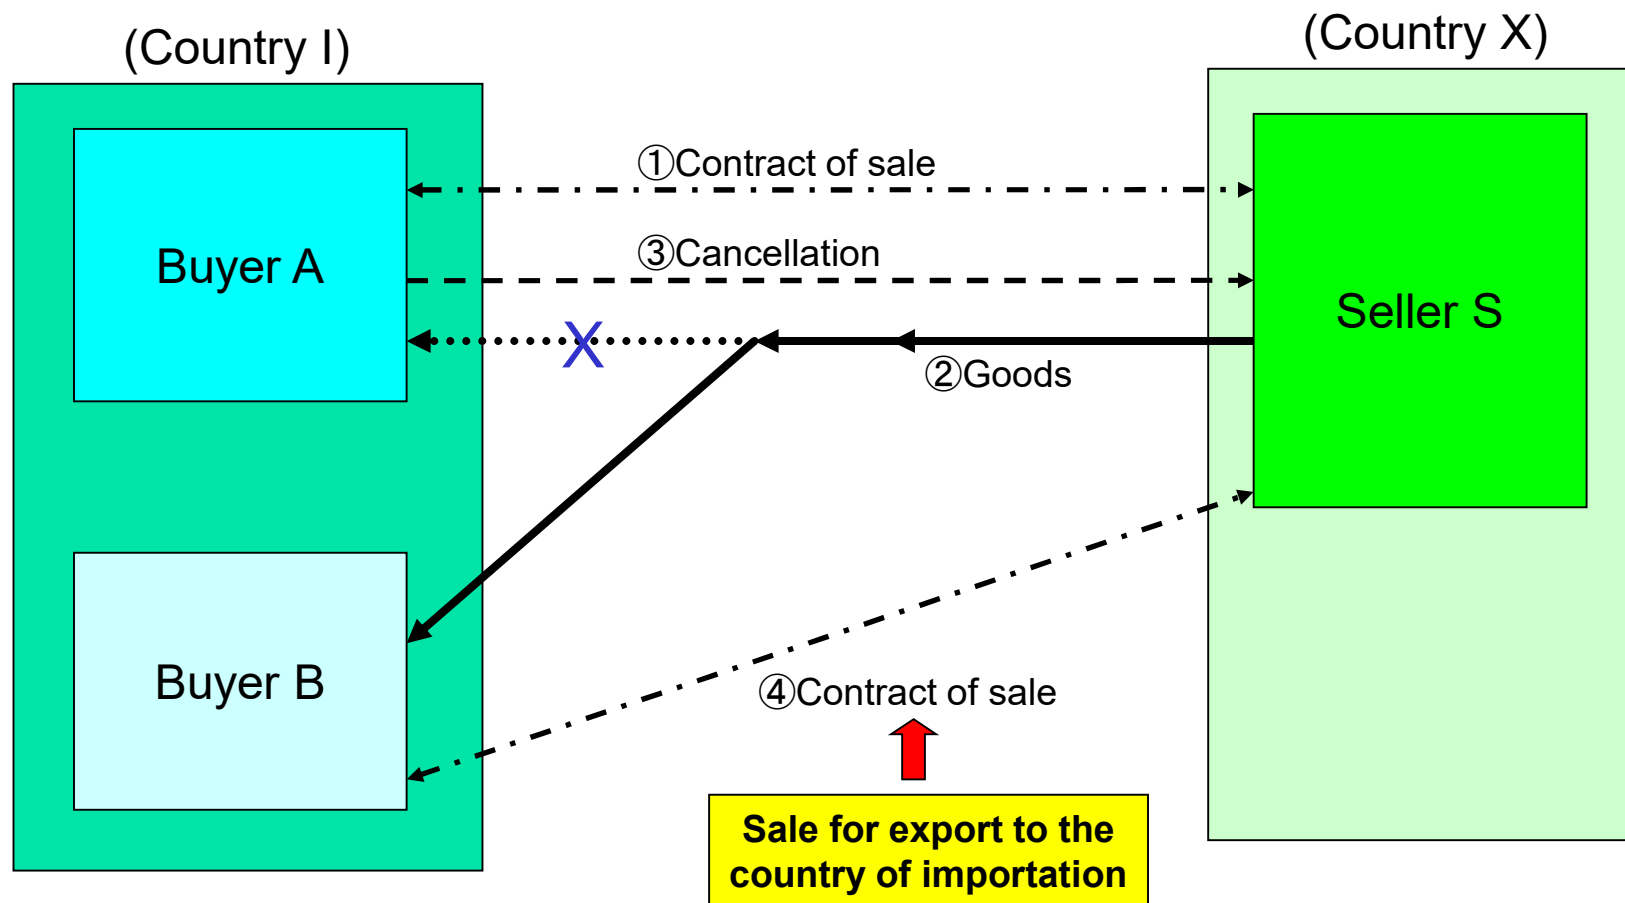 (Country I)
(Country X)
①Contract of sale
③Cancellation
Buyer A
Seller S
X
②Goods
Buyer B
④Contract of sale
Sale for export to the
country of importation